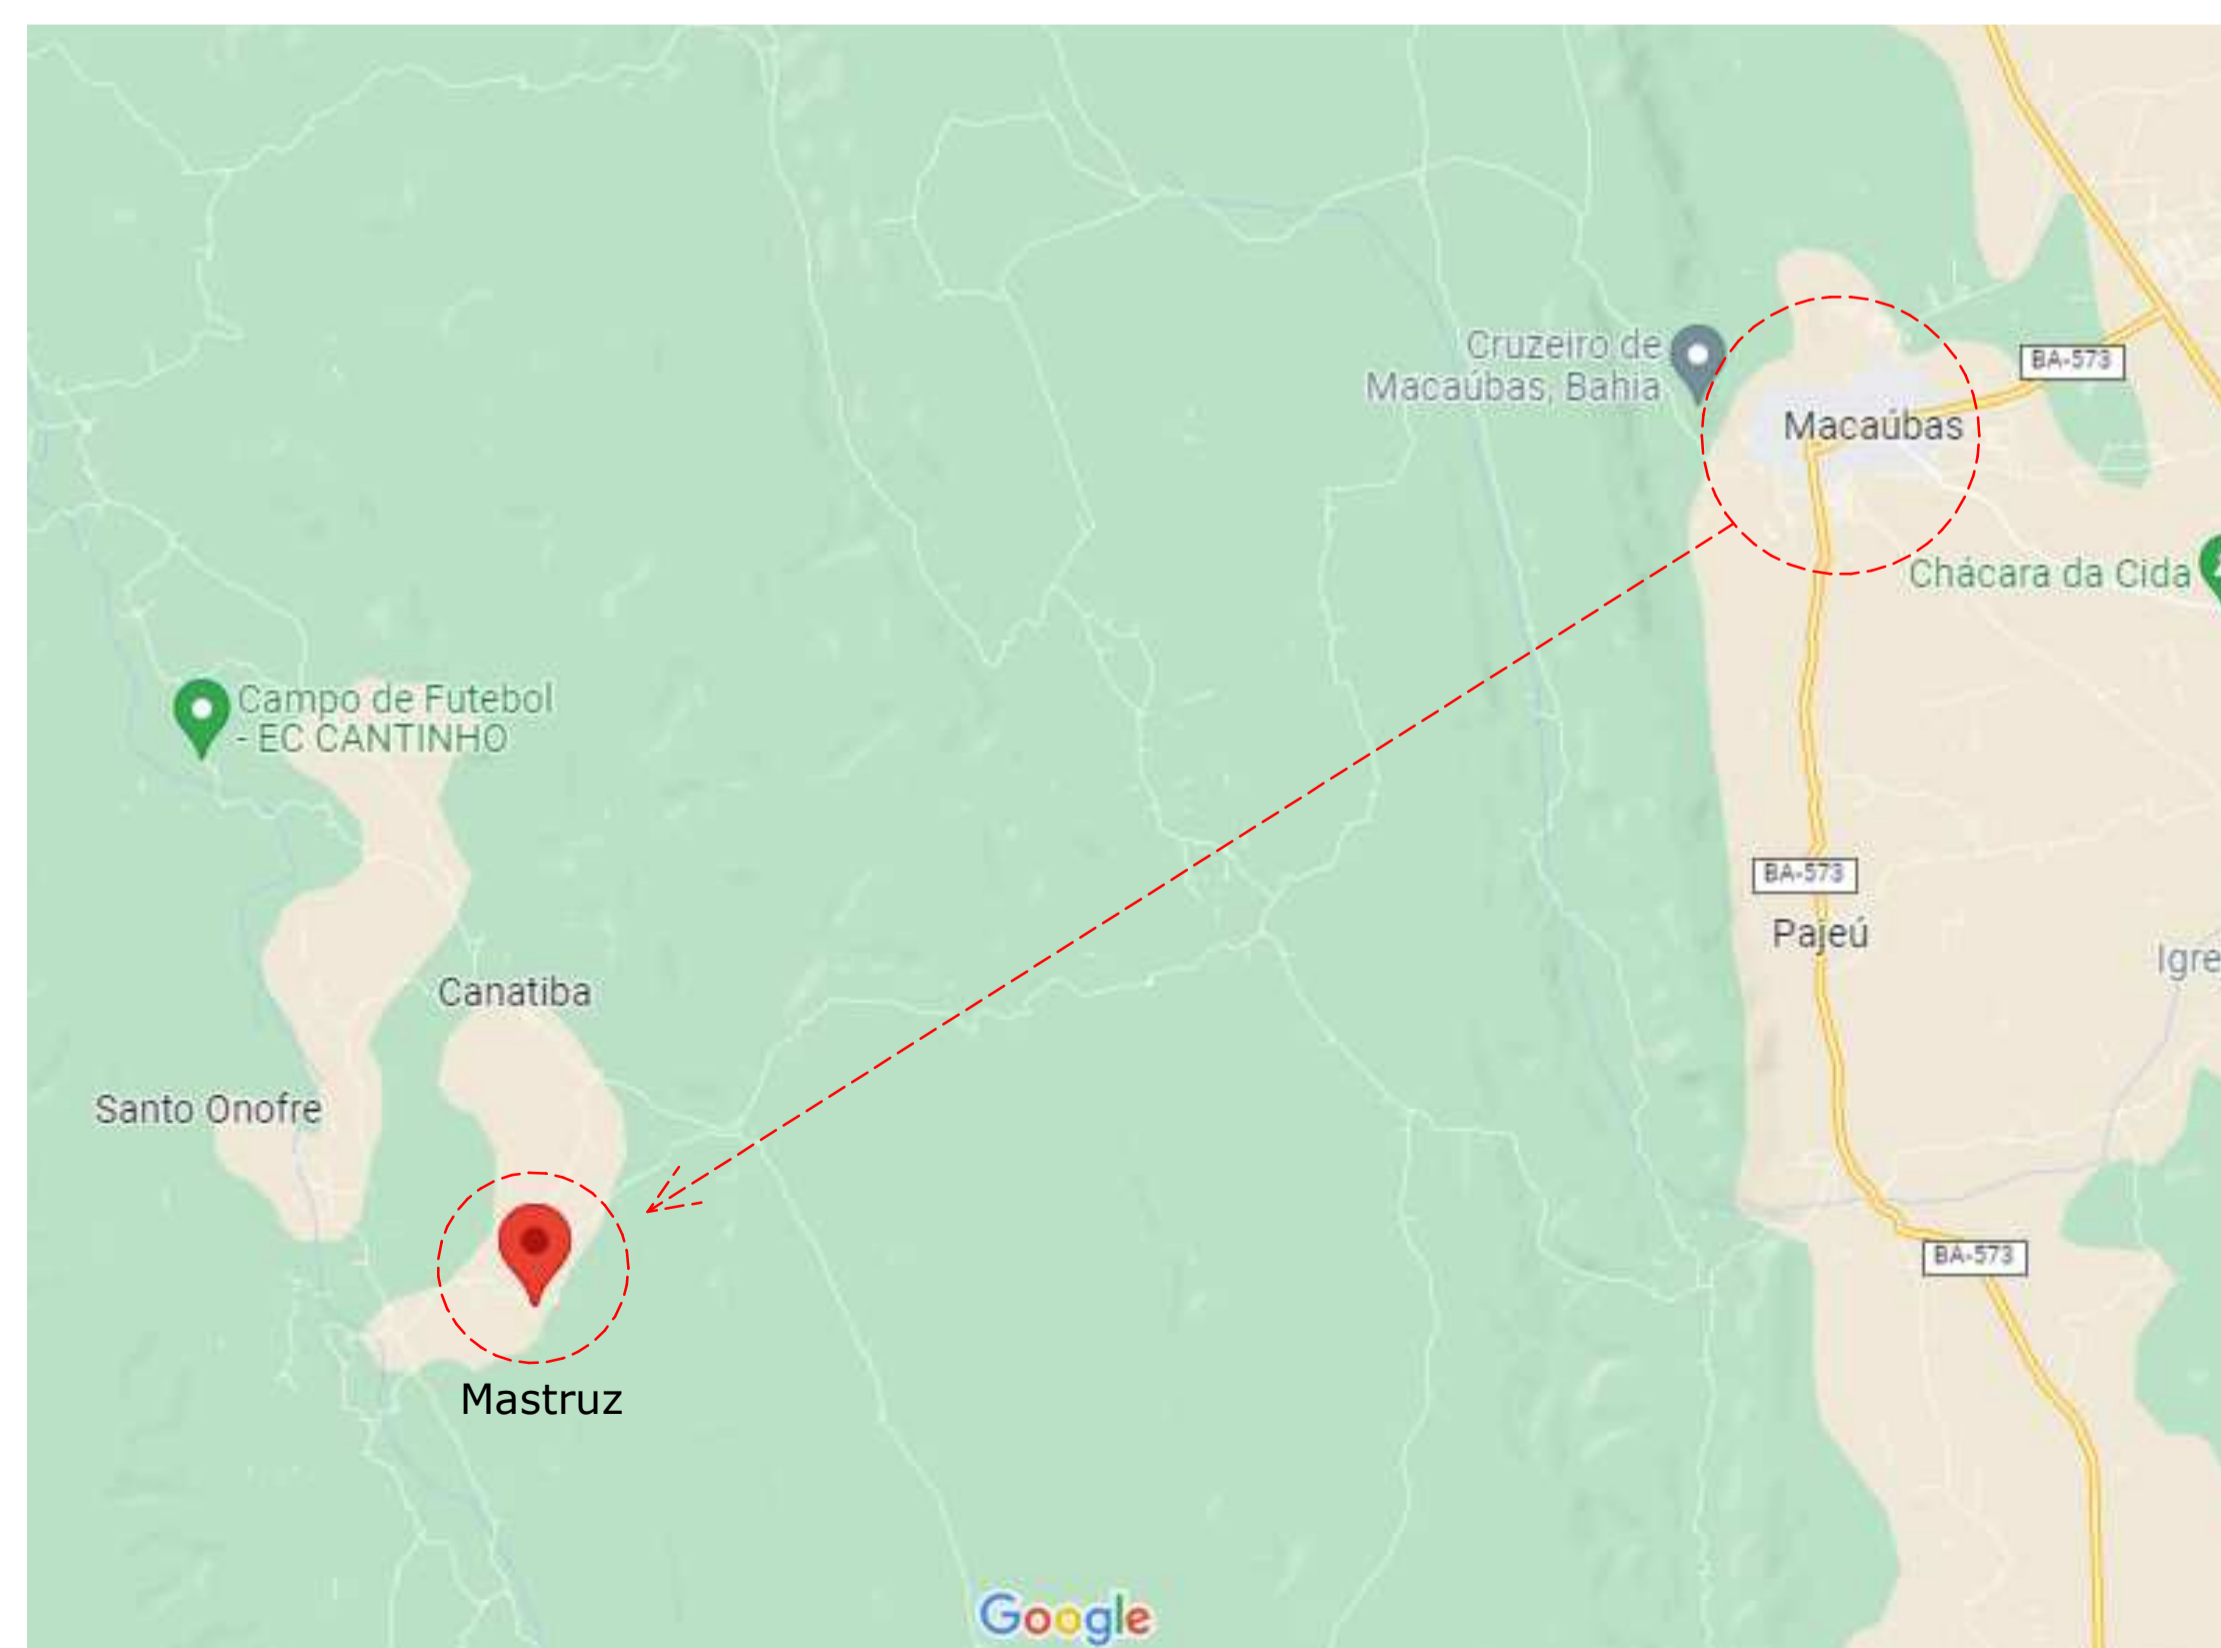 Cruzeiro de
Macaúbas, Bahia
BA-573
Macaúbas
Chácara da Cida
Campo de Futebol
- EC CANTINHO
BA-573
Pajeú
Igre
Canatiba
Santo Onofre
BA-573
Mastruz
Google